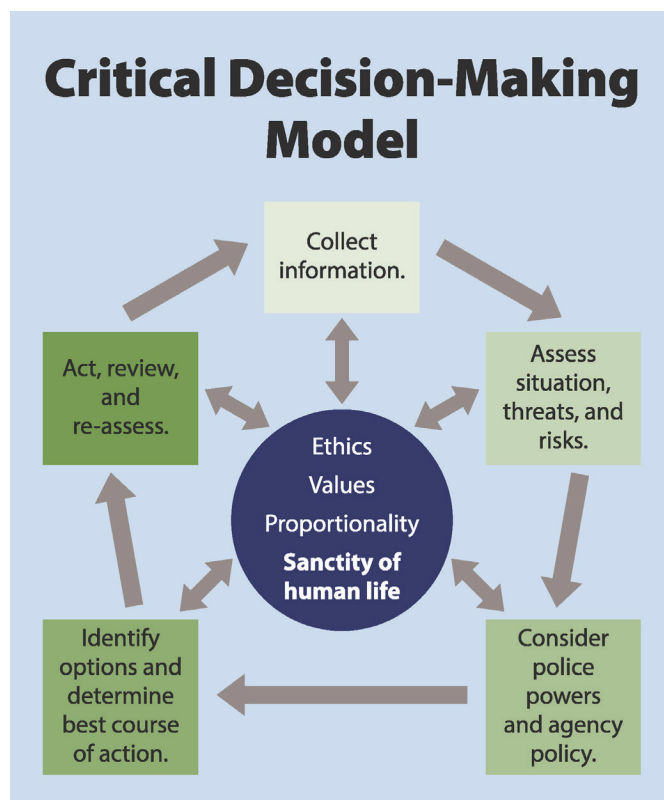 Critical Decision-Making
Model
Collect
information.
Assess
situation,
threats, and
risks.
Consider
police
powers
and agency
policy.
Identify
options and
determine
best course
of action.
Act, review,
and
re-assess.
Ethics
Values
Proportionality
Sanctity of
human life